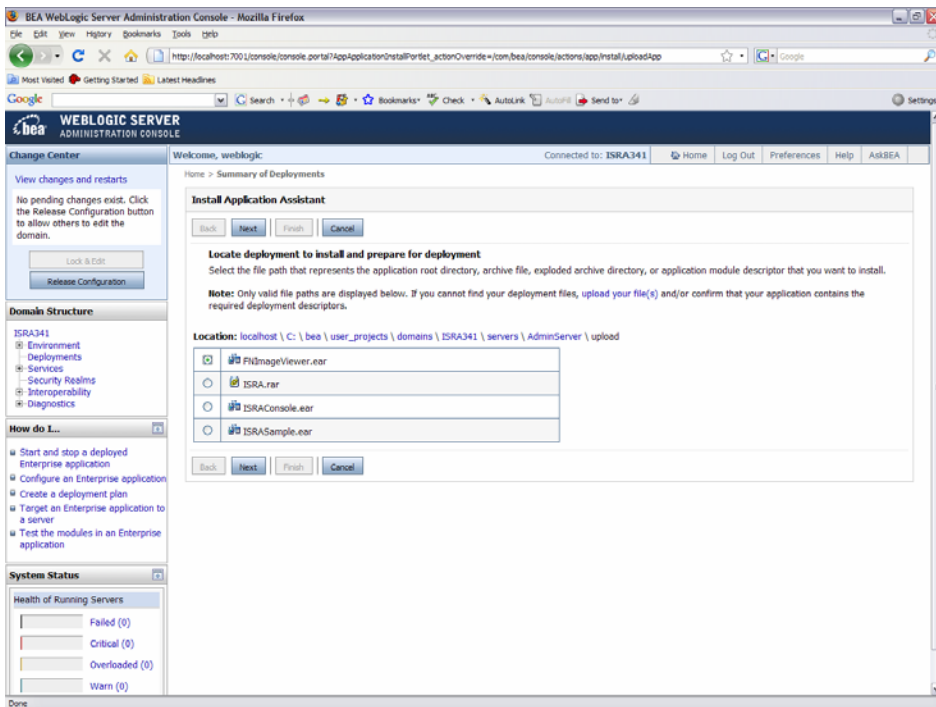 BEA WebLogic Server Administration Console - Mozilla Firefox
File Edit View History Bookmarks Tools Help
http://localhost:7001/console/console.portal?AppApplicationInstallPortlet_actionOverride=/com/bea/console/actions/app/install/uploadApp
Google
Most Visited Getting Started Latest Headlines
Google Search Bookmarks Check AutoLink AutoFill Send to Settings
bea WEBLOGIC SERVER
ADMINISTRATION CONSOLE
Change Center
View changes and restarts
No pending changes exist. Click
the Release Configuration button
to allow others to edit the
domain.
Lock & Edit
Release Configuration
Domain Structure
ISRA341
Environment
Deployments
Services
Security Realms
Interoperability
Diagnostics
How do I...
Start and stop a deployed
Enterprise application
Configure an Enterprise application
Create a deployment plan
Target an Enterprise application to
a server
Test the modules in an Enterprise
application
System Status
Health of Running Servers
Failed (0)
Critical (0)
Overloaded (0)
Warn (0)
Welcome, weblogic Connected to: ISRA341 Home Log Out Preferences Help AskBEA
Home > Summary of Deployments
Install Application Assistant
Back Next Finish Cancel
Locate deployment to install and prepare for deployment
Select the file path that represents the application root directory, archive file, exploded archive directory, or application module descriptor that you want to install.
Note: Only valid file paths are displayed below. If you cannot find your deployment files, upload your file(s) and/or confirm that your application contains the
required deployment descriptors.
Location: localhost \ C: \ bea \ user_projects \ domains \ ISRA341 \ servers \ AdminServer \ upload
FNImageViewer.ear
ISRA.rar
ISRAConsole.ear
ISRASample.ear
Back Next Finish Cancel
Done